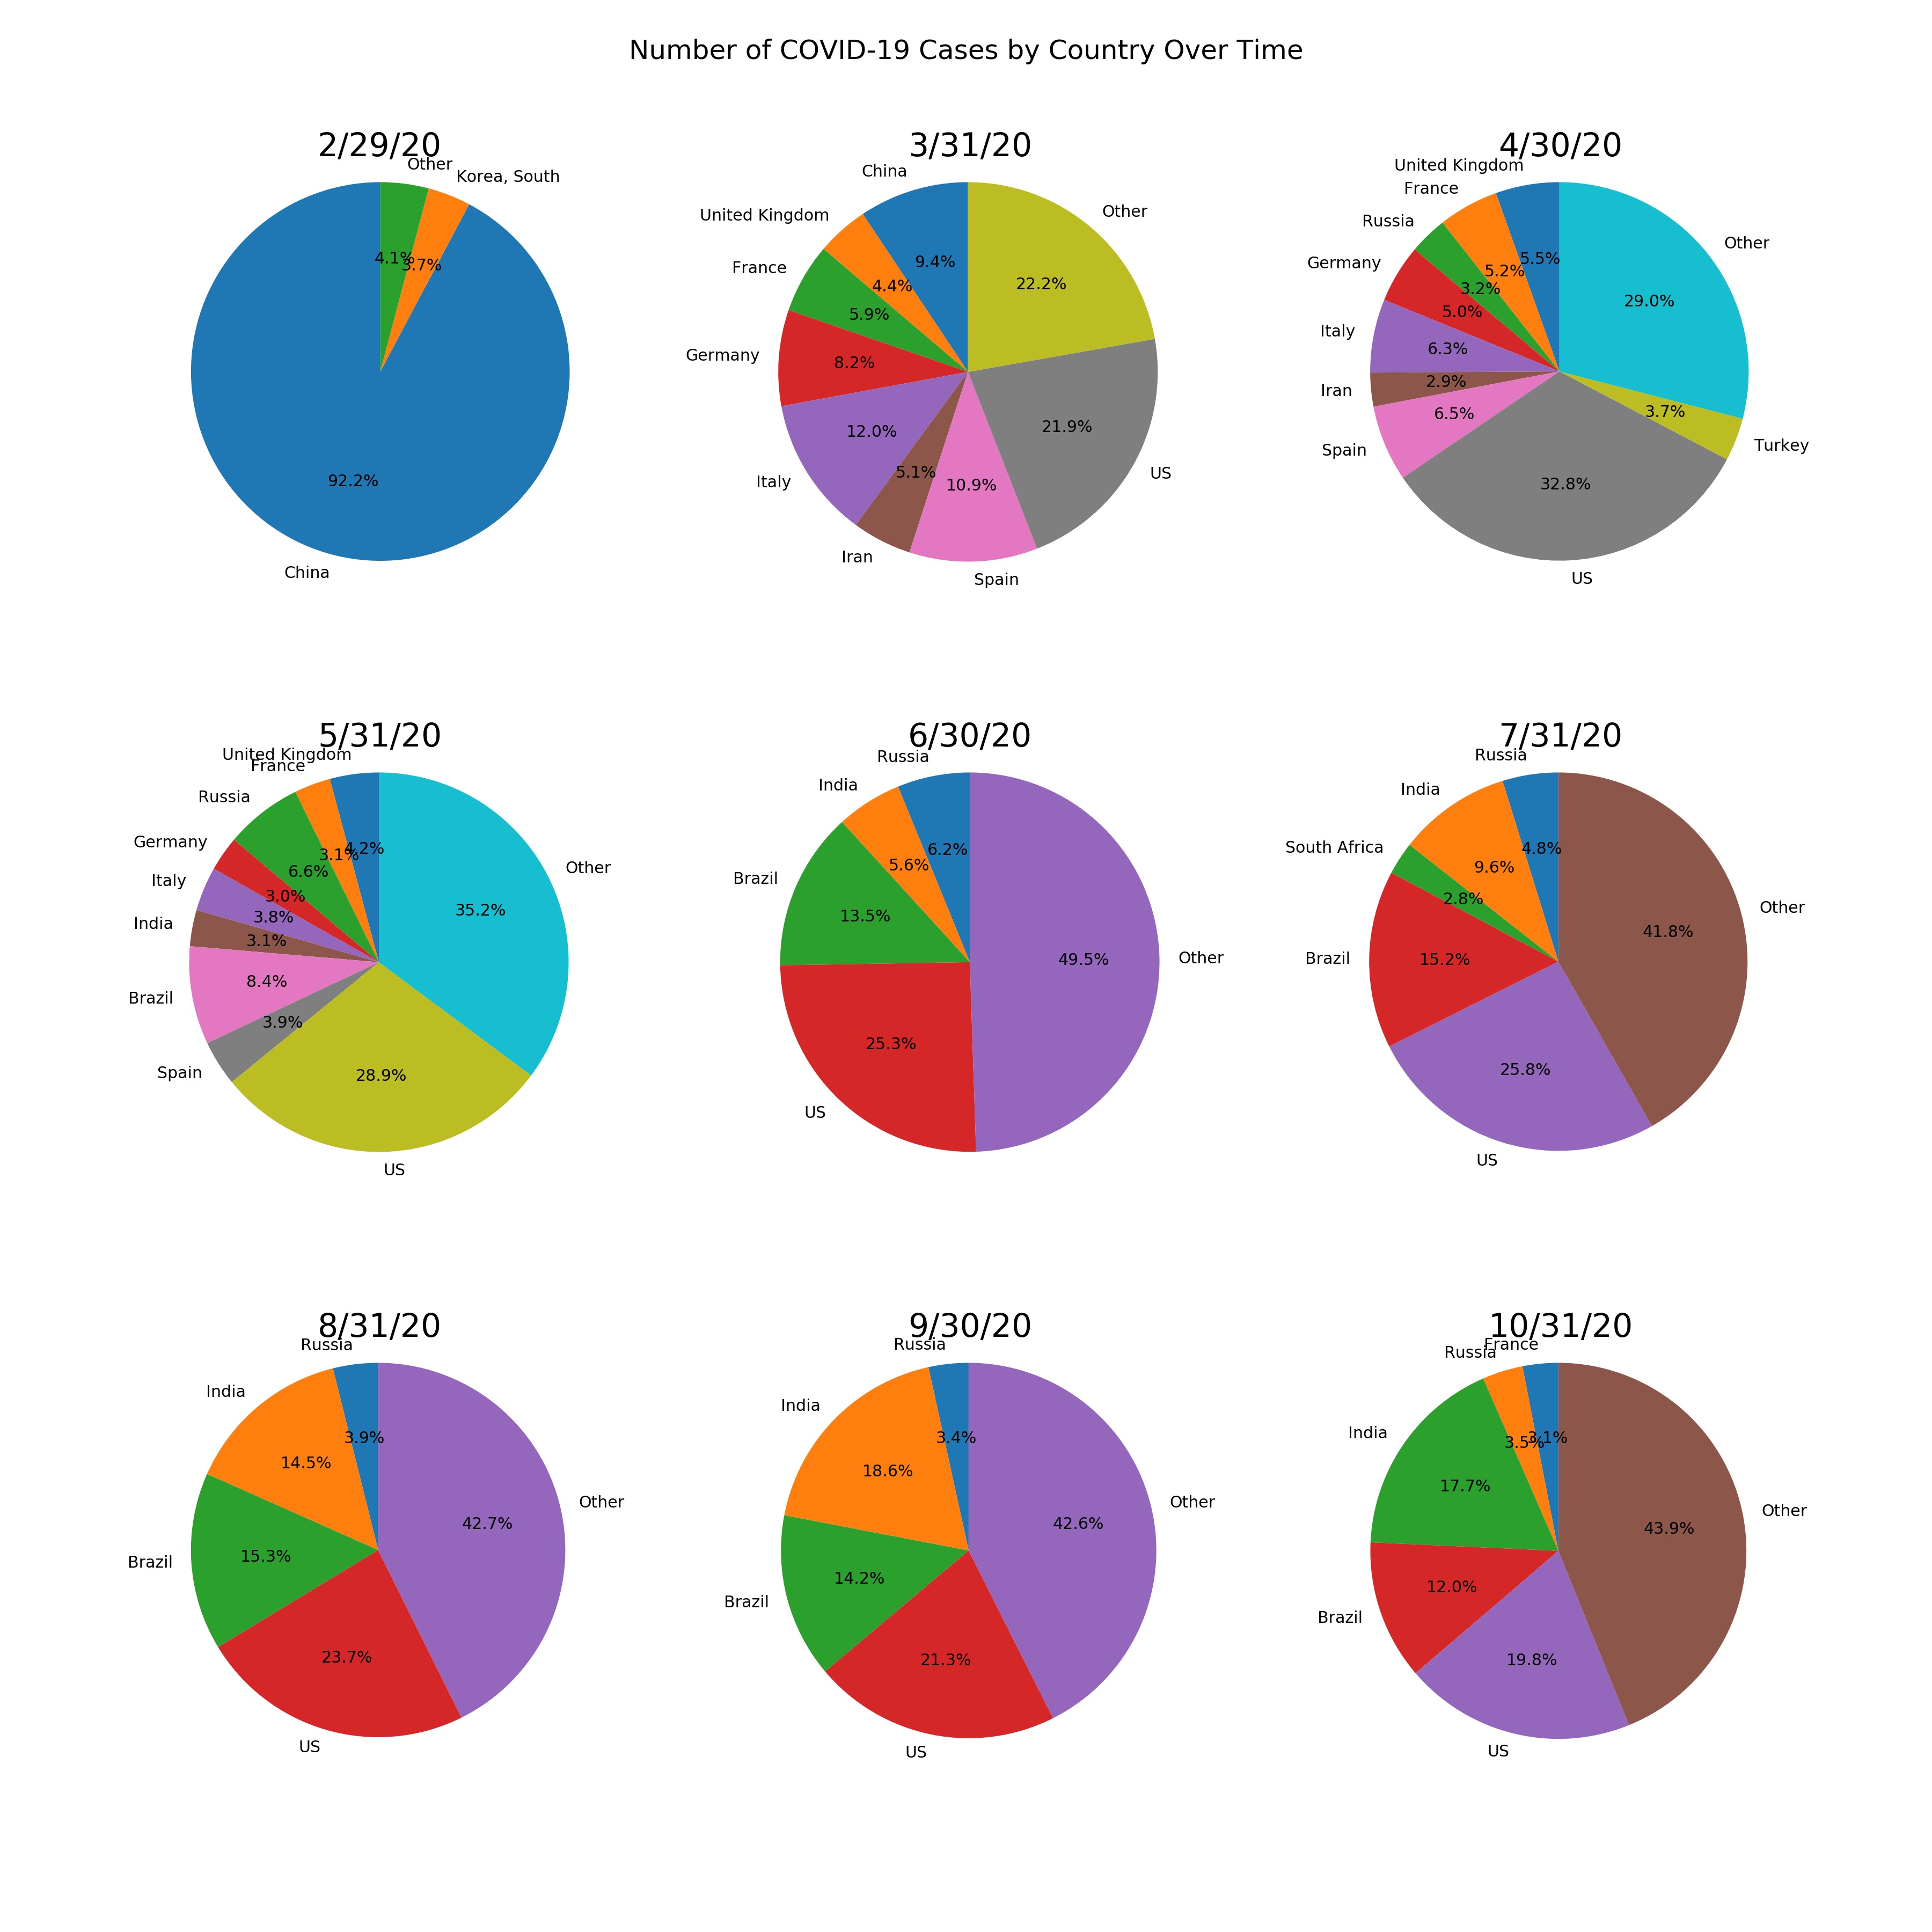 Number of COVID-19 Cases by Country Over Time
2/29/20
Other
Korea, South
4.1%
3.7%
92.2%
China
3/31/20
China
United Kingdom
Other
France
9.4%
4.4%
22.2%
5.9%
Germany
8.2%
12.0%
21.9%
Italy
5.1%
10.9%
US
Iran
Spain
4/30/20
United Kingdom
France
Russia
Other
Germany
5.5%
5.2%
3.2%
29.0%
5.0%
Italy
6.3%
Iran
2.9%
3.7%
6.5%
Spain
Turkey
32.8%
US
5/31/20
United Kingdom
France
Russia
Germany
4.2%
3.1%
Other
6.6%
Italy
3.0%
35.2%
3.8%
India
3.1%
8.4%
Brazil
3.9%
Spain
28.9%
US
6/30/20
Russia
India
6.2%
5.6%
Brazil
13.5%
49.5%
Other
25.3%
US
7/31/20
Russia
India
South Africa
4.8%
9.6%
2.8%
Other
41.8%
Brazil
15.2%
25.8%
US
8/31/20
Russia
India
3.9%
14.5%
Other
42.7%
15.3%
Brazil
23.7%
US
9/30/20
Russia
India
3.4%
18.6%
Other
42.6%
14.2%
Brazil
21.3%
US
10/31/20
France
Russia
India
3.1%
3.5%
17.7%
Other
43.9%
12.0%
Brazil
19.8%
US